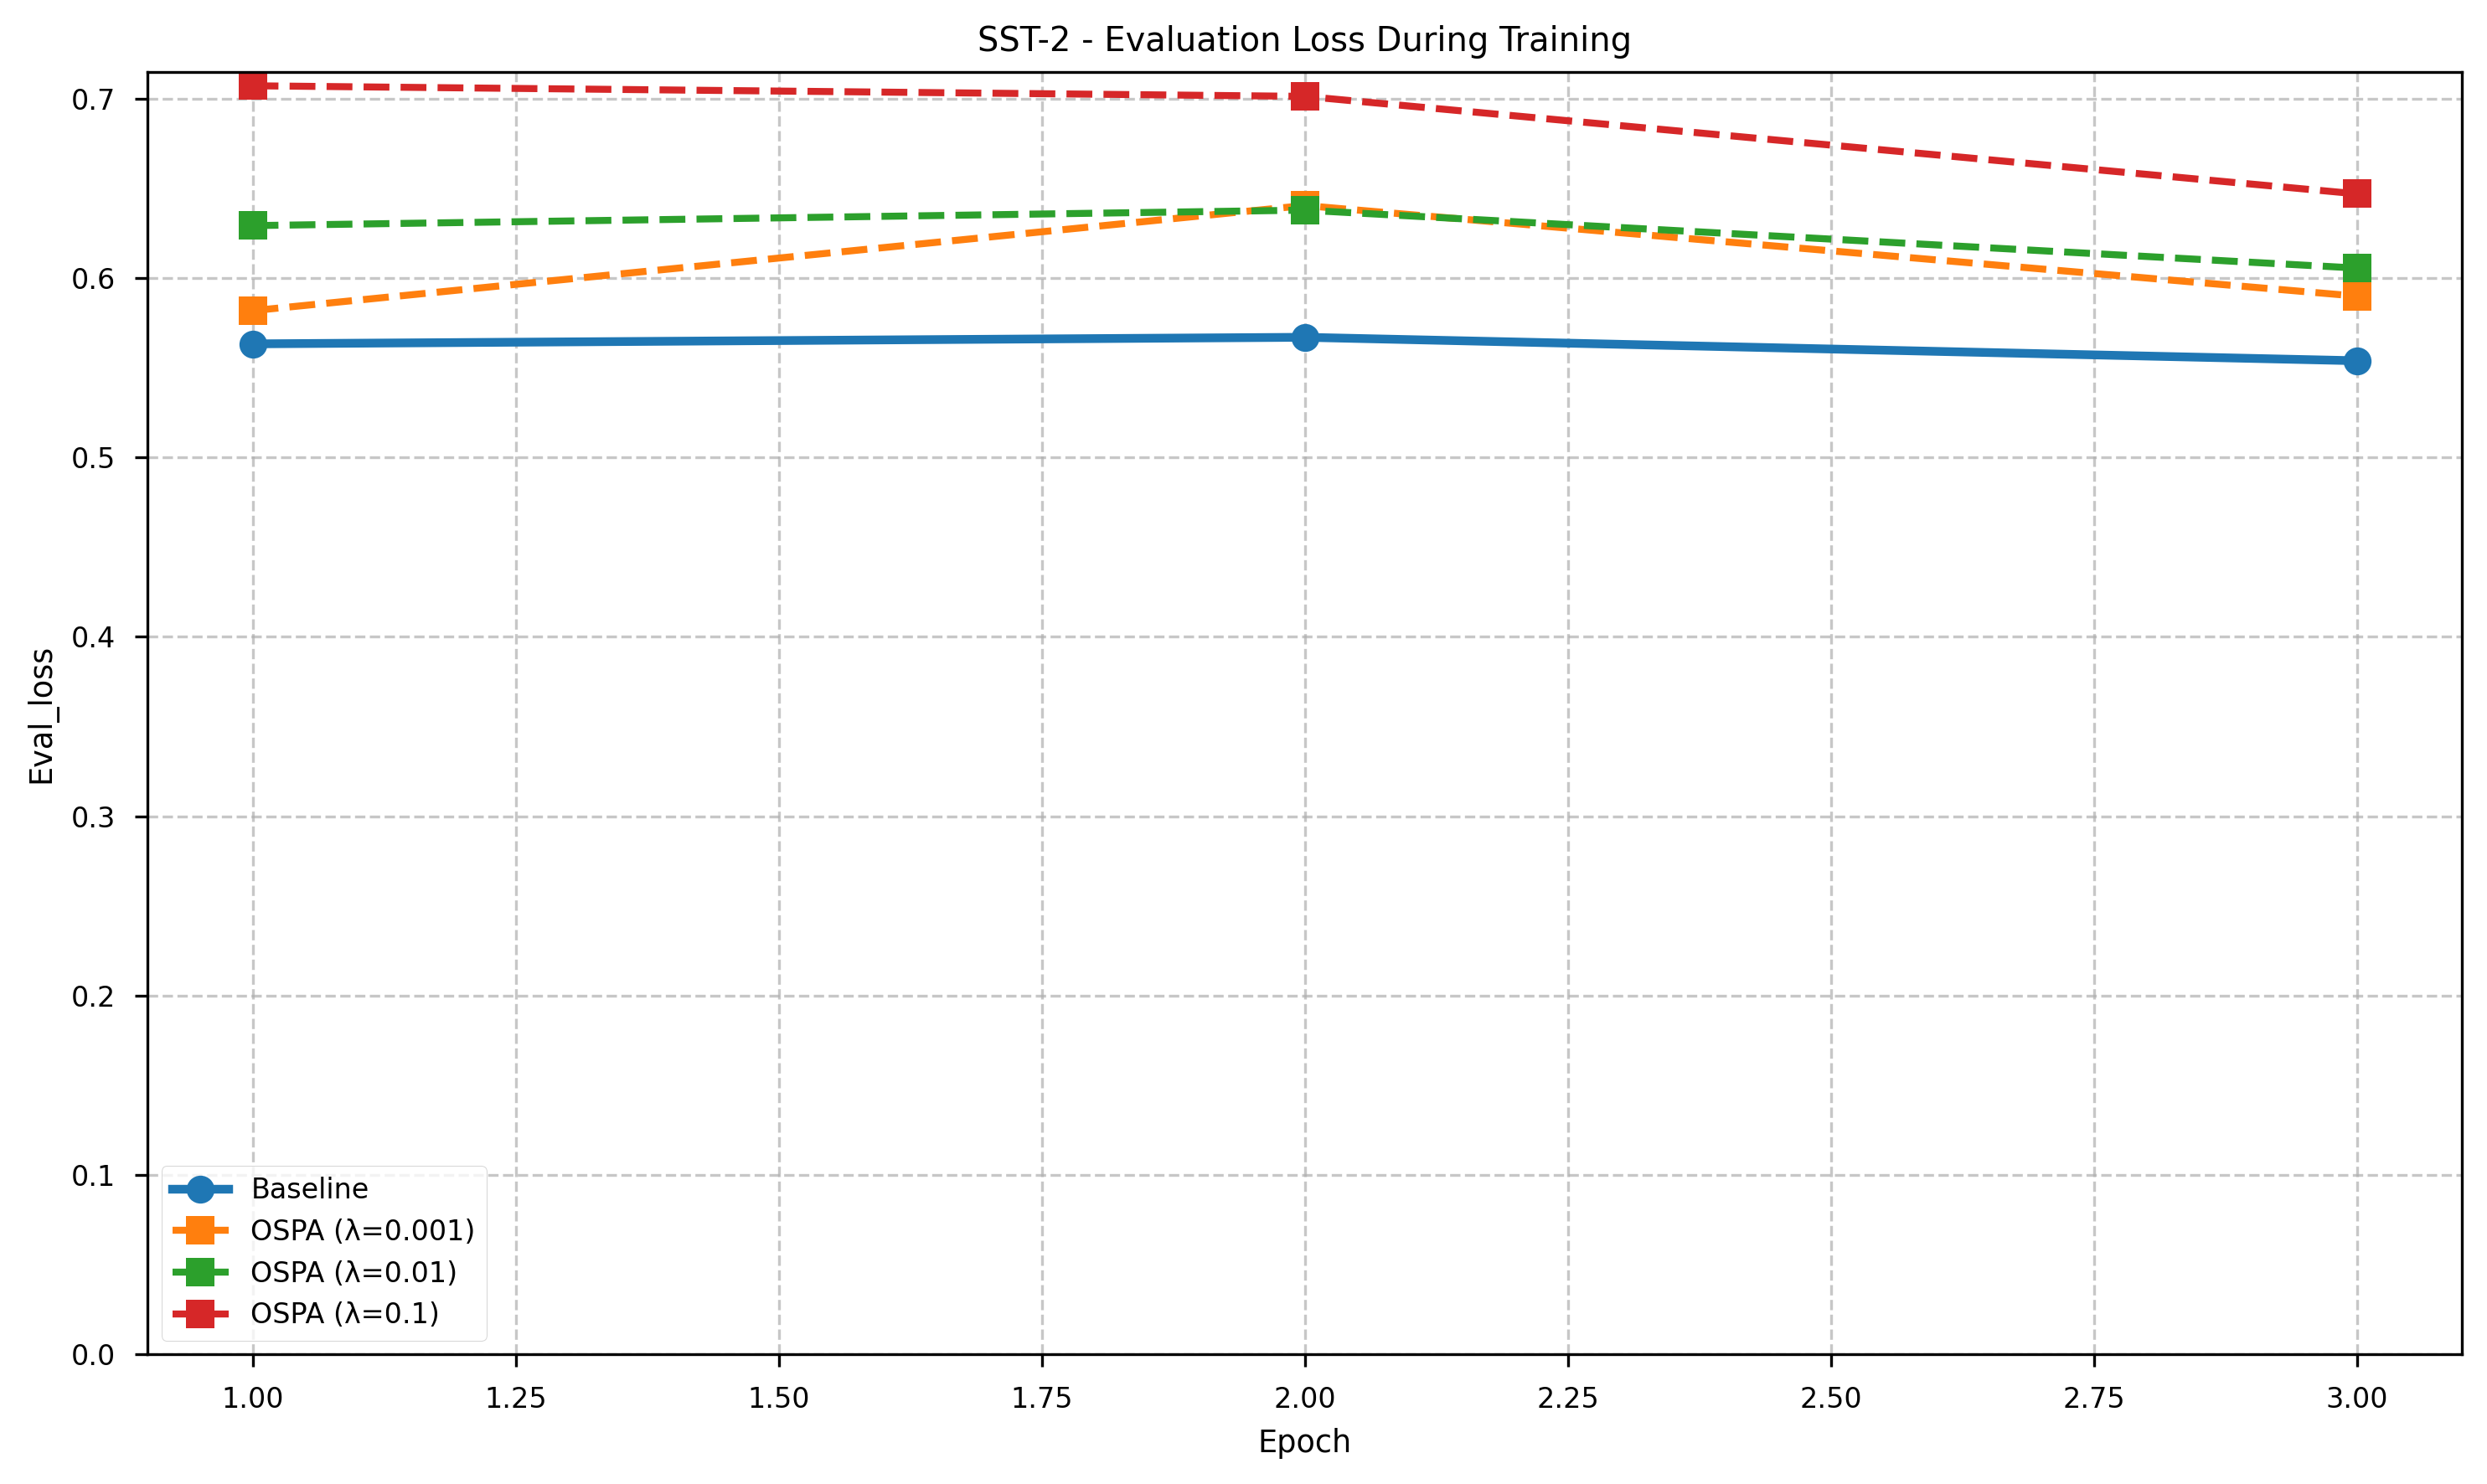 SST-2 - Evaluation Loss During Training
0.7
0.6
0.5
0.4
0.3
0.2
0.1
0.0
Eval_loss
Baseline
OSPA (λ=0.001)
OSPA (λ=0.01)
OSPA (λ=0.1)
1.00 1.25 1.50 1.75 2.00 2.25 2.50 2.75 3.00
Epoch